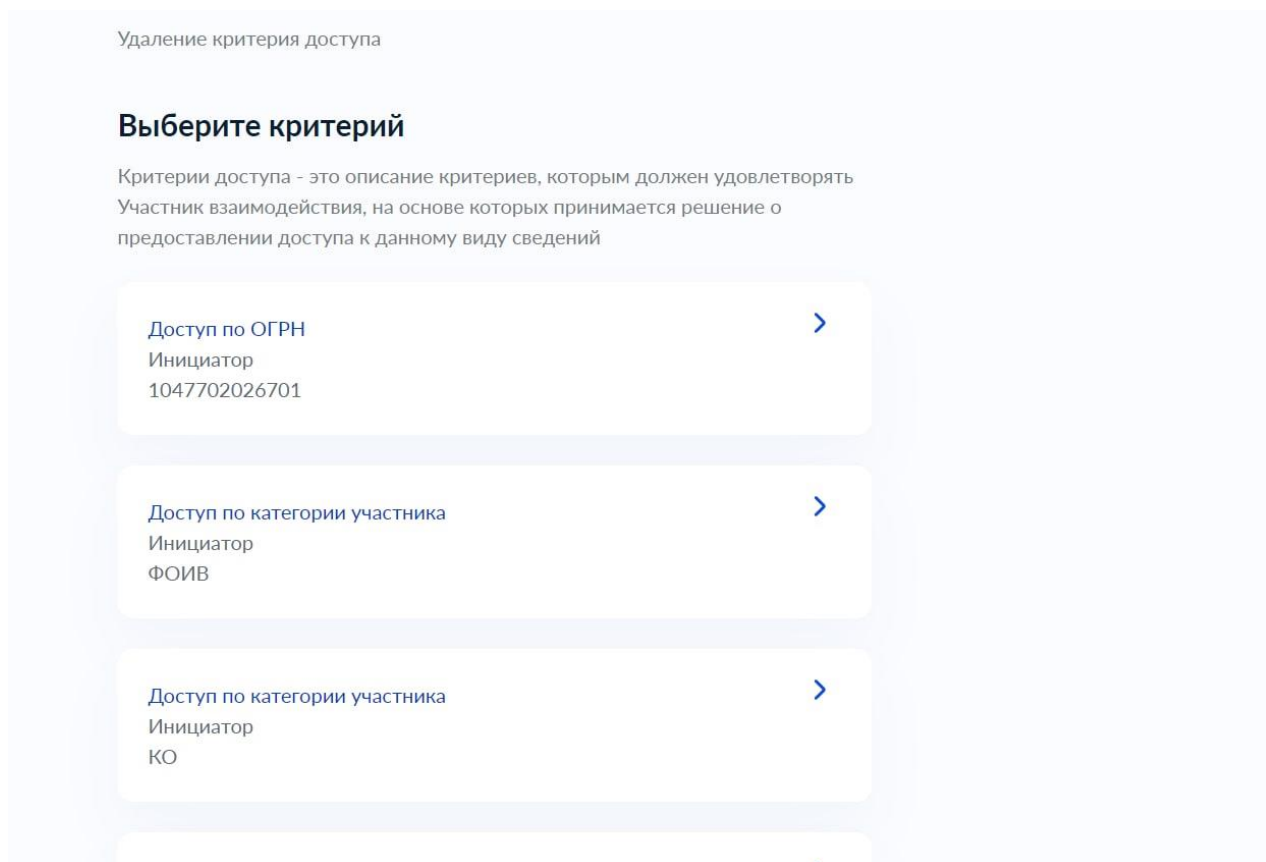 Удаление критерия доступа
Выберите критерий
Критерии доступа - это описание критериев, которым должен удовлетворять
Участник взаимодействия, на основе которых принимается решение о
предоставлении доступа к данному виду сведений
Доступ по ОГРН
Инициатор
1047702026701
Доступ по категории участника
Инициатор
ФОИВ
Доступ по категории участника
Инициатор
КО